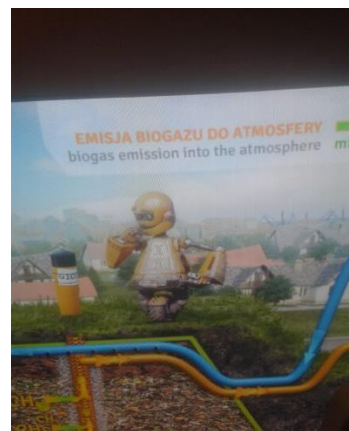 EMISJA BIOGAZU DO ATMOSFERY
biogas emission into the atmosphere